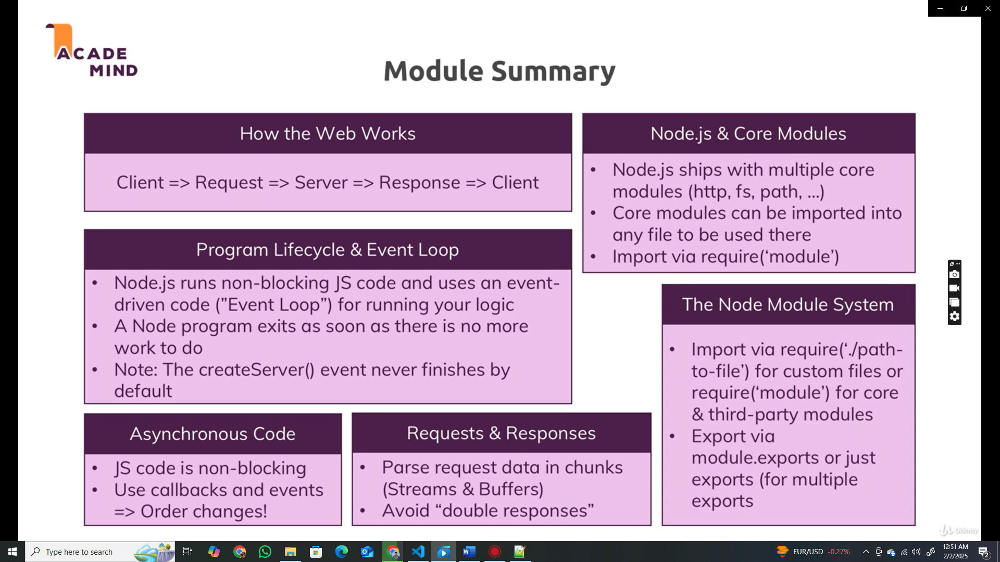 ACADE
MIND
Module Summary
How the Web Works
Client => Request => Server => Response => Client
Node.js & Core Modules
• Node.js ships with multiple core
modules (http, fs, path, ...)
• Core modules can be imported into
any file to be used there
• Import via require(‘module’)
Program Lifecycle & Event Loop
• Node.js runs non-blocking JS code and uses an event-
driven code (”Event Loop”) for running your logic
• A Node program exits as soon as there is no more
work to do
• Note: The createServer() event never finishes by
default
The Node Module System
• Import via require(‘./path-
to-file’) for custom files or
require(‘module’) for core
& third-party modules
• Export via
module.exports or just
exports (for multiple
exports
Asynchronous Code
• JS code is non-blocking
• Use callbacks and events
=> Order changes!
Requests & Responses
• Parse request data in chunks
(Streams & Buffers)
• Avoid “double responses”
Udemy
Type here to search
EUR/USD -0.27%
12:51 AM
2/2/2025
2